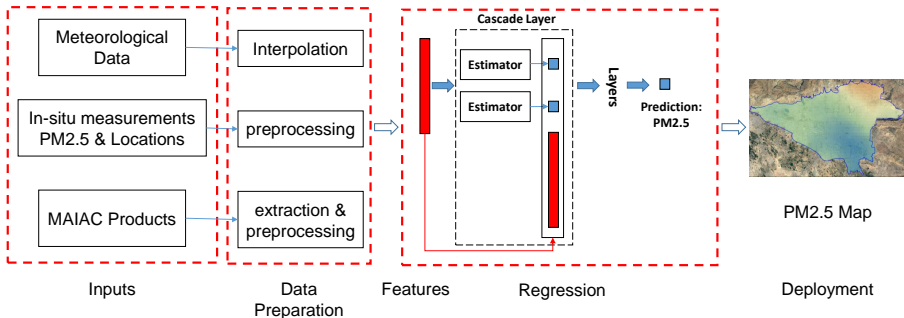 Meteorological
Data
In-situ measurements
PM2.5 & Locations
MAIAC Products
Interpolation
preprocessing
extraction &
preprocessing
Cascade Layer
Estimator
Estimator
Layers
Prediction:
PM2.5
PM2.5 Map
Inputs
Data
Preparation
Features
Regression
Deployment